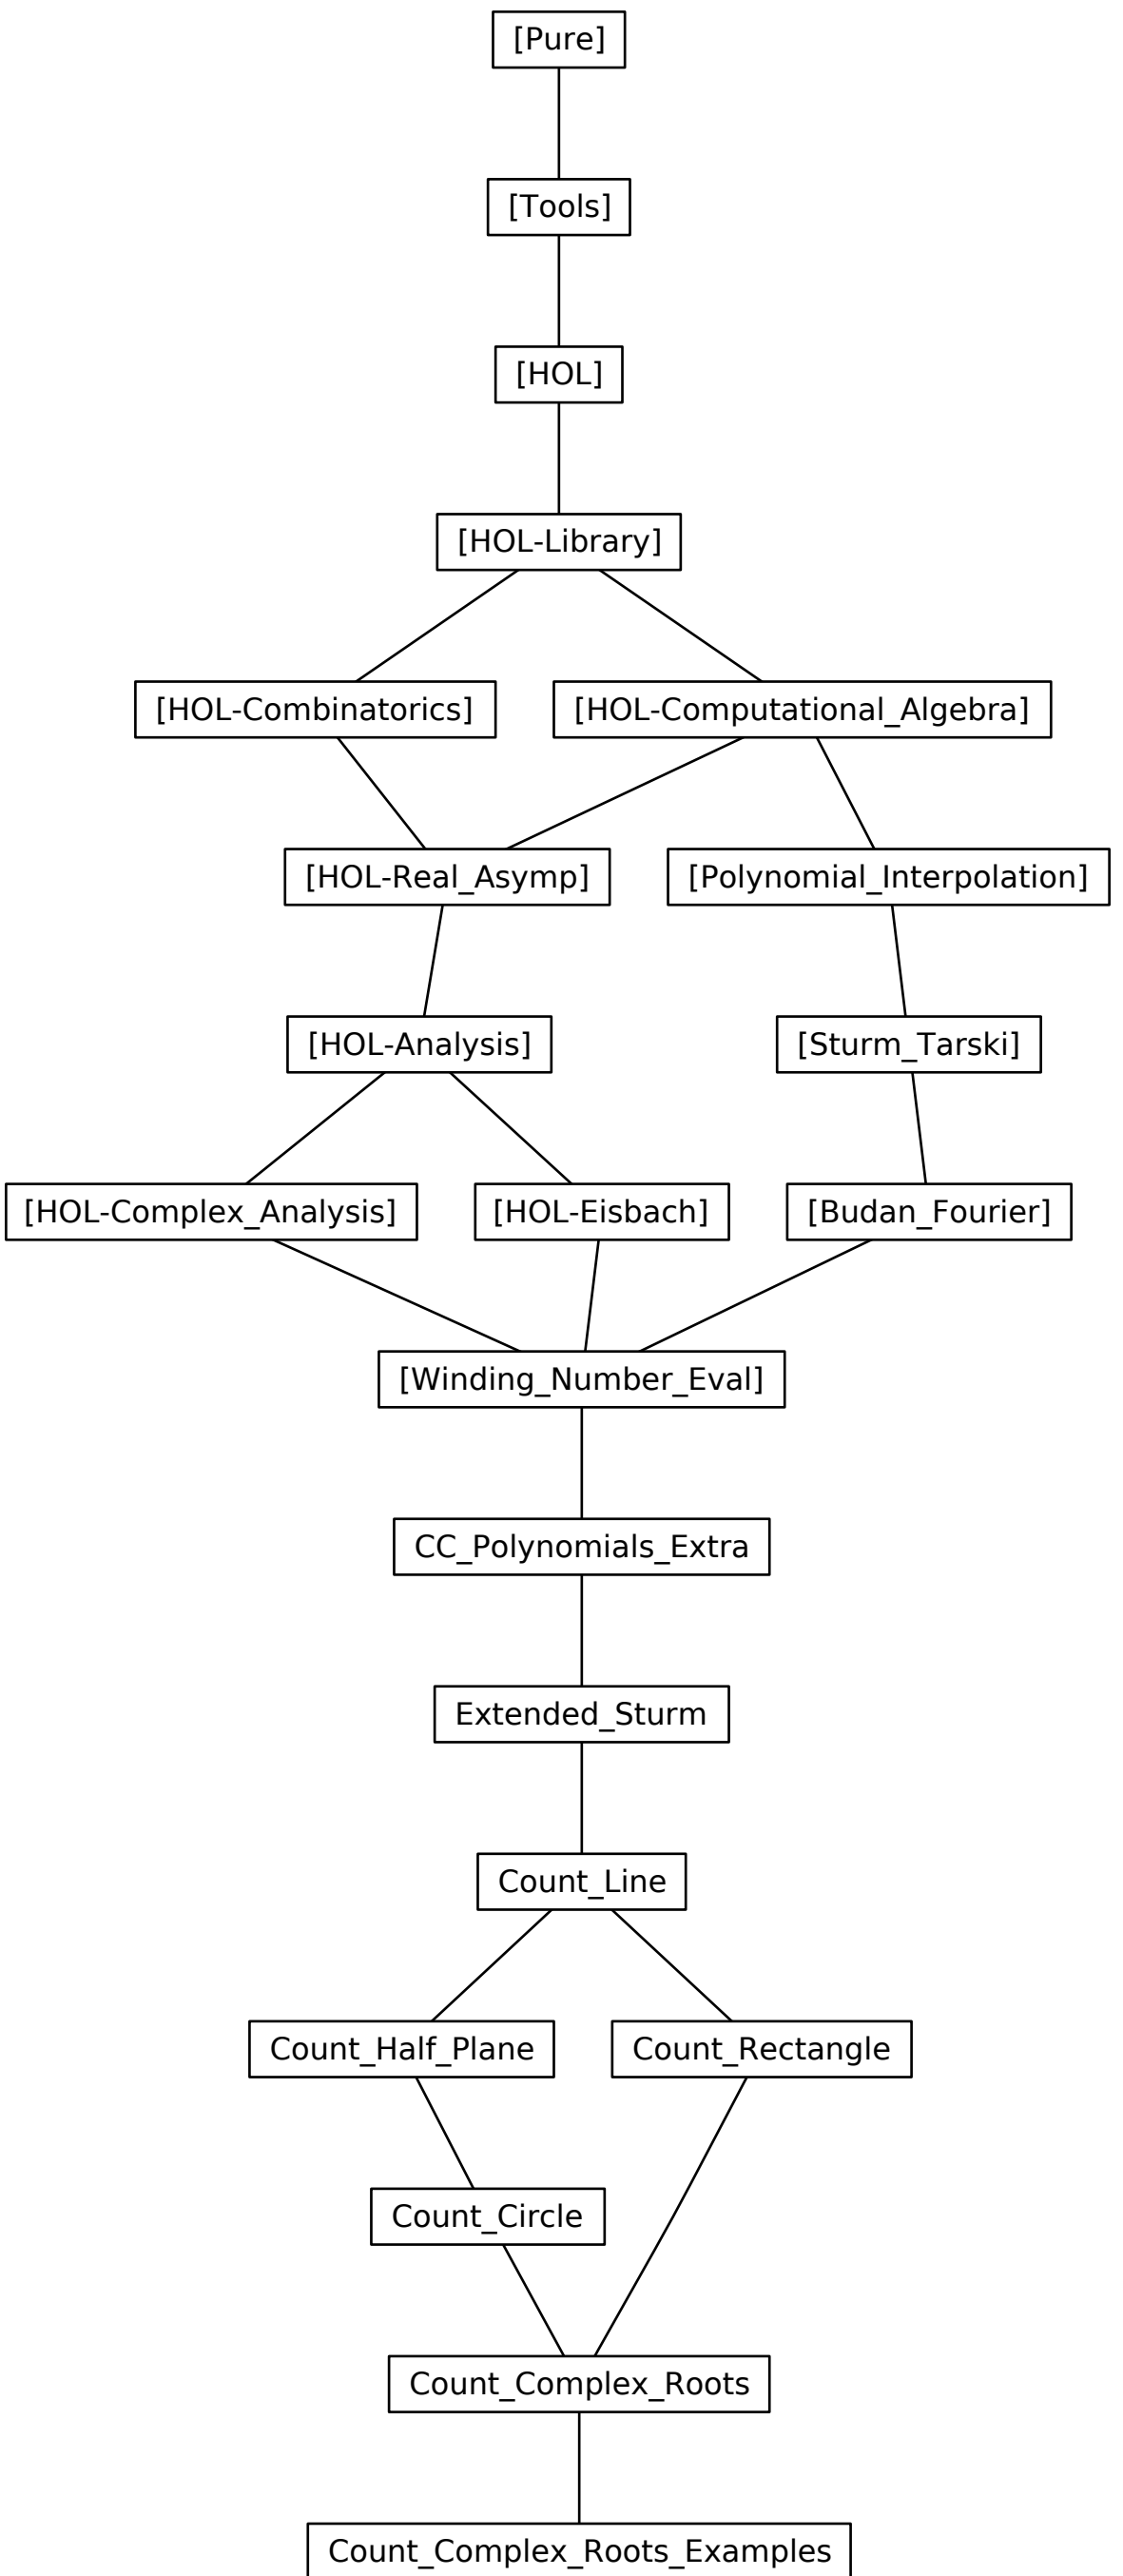 [Pure]
[Tools]
[HOL]
[HOL-Library]
[HOL-Combinatorics]
[HOL-Computational_Algebra]
[HOL-Real_Asymp]
[Polynomial_Interpolation]
[HOL-Analysis]
[Sturm_Tarski]
[HOL-Complex_Analysis]
[HOL-Eisbach]
[Budan_Fourier]
[Winding_Number_Eval]
CC_Polynomials_Extra
Extended_Sturm
Count_Line
Count_Half_Plane
Count_Rectangle
Count_Circle
Count_Complex_Roots
Count_Complex_Roots_Examples